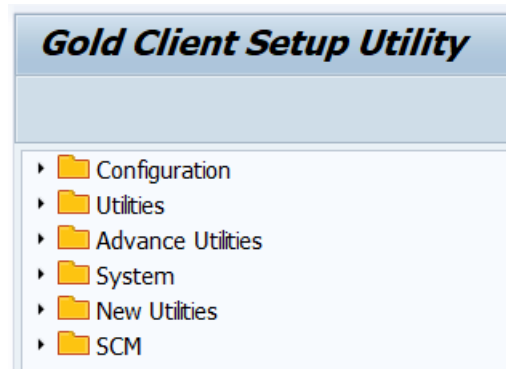 Gold Client Setup Utility
Configuration
Utilities
Advance Utilities
System
New Utilities
SCM